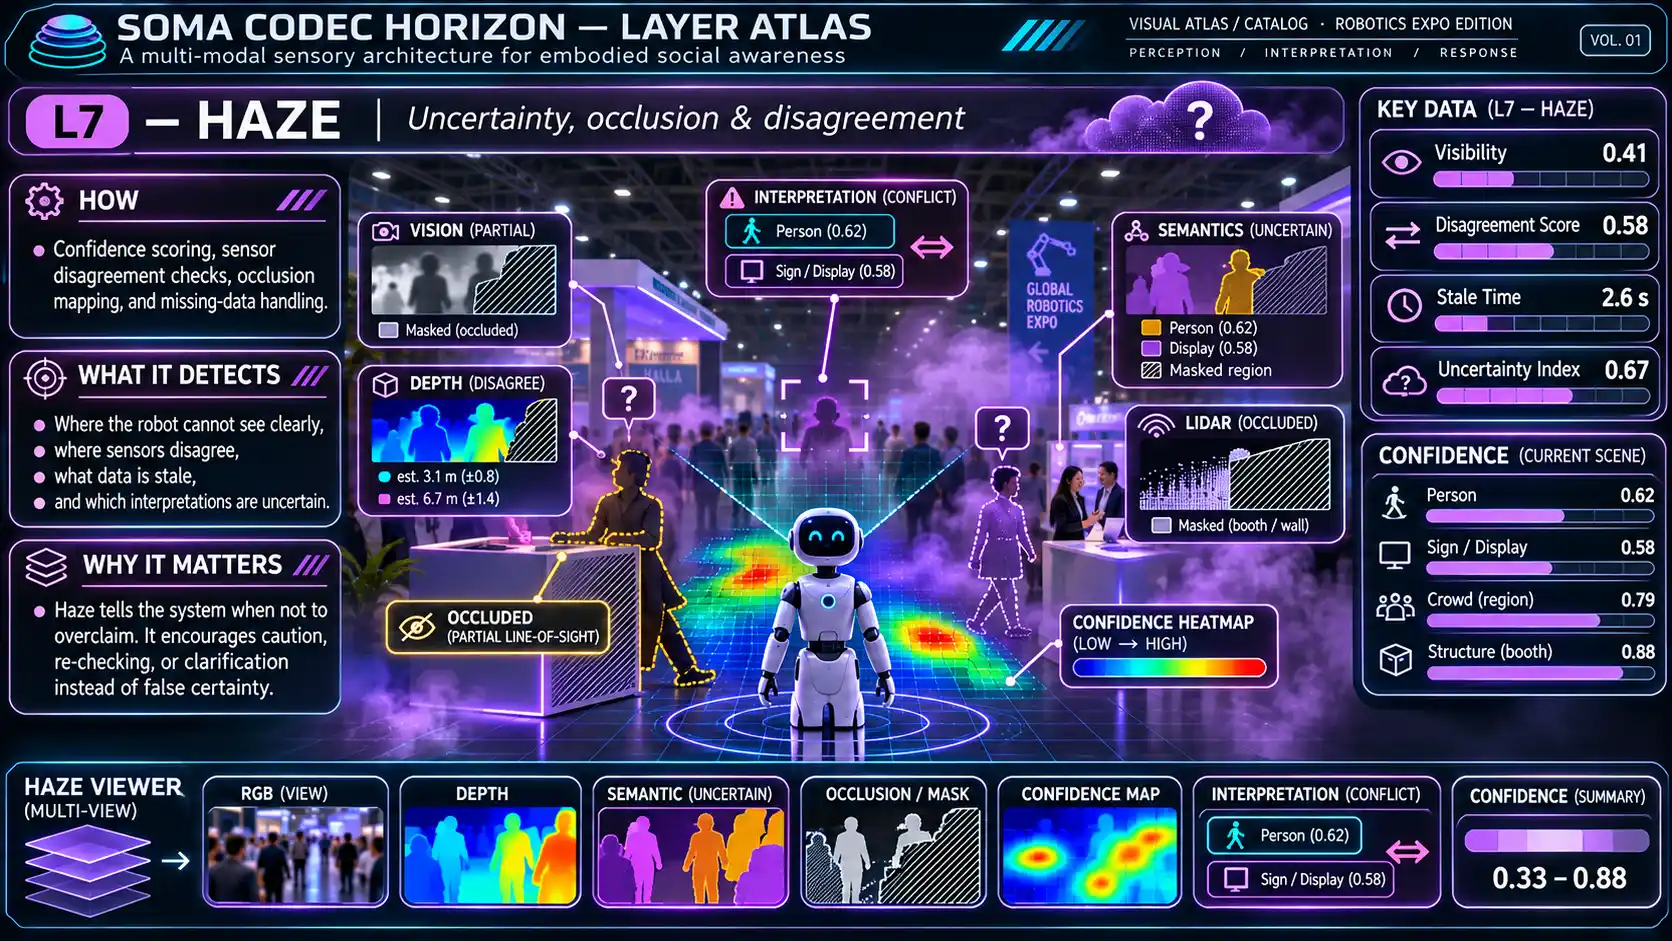 SOMA CODEC HORIZON — LAYER ATLAS
A multi-modal sensory architecture for embodied social awareness
VISUAL ATLAS / CATALOG · ROBOTICS EXPO EDITION
PERCEPTION / INTERPRETATION / RESPONSE
VOL. 01
L7 — HAZE
Uncertainty, occlusion & disagreement
?
HOW
Confidence scoring, sensor
disagreement checks, occlusion
mapping, and missing-data handling.
WHAT IT DETECTS
Where the robot cannot see clearly,
where sensors disagree,
what data is stale,
and which interpretations are uncertain.
WHY IT MATTERS
Haze tells the system when not to
overclaim. It encourages caution,
re-checking, or clarification
instead of false certainty.
VISION (PARTIAL)
Masked (occluded)
DEPTH (DISAGREE)
est. 3.1 m (±0.8)
est. 6.7 m (±1.4)
INTERPRETATION (CONFLICT)
Person (0.62)
Sign / Display (0.58)
GLOBAL
ROBOTICS
EXPO
HALLA
?
?
SEMANTICS (UNCERTAIN)
Person (0.62)
Display (0.58)
Masked region
LIDAR (OCCLUDED)
Masked (booth / wall)
OCCLUDED
(PARTIAL LINE-OF-SIGHT)
CONFIDENCE HEATMAP
(LOW → HIGH)
KEY DATA (L7 — HAZE)
Visibility 0.41
Disagreement Score 0.58
Stale Time 2.6 s
?
Uncertainty Index 0.67
CONFIDENCE (CURRENT SCENE)
Person 0.62
Sign / Display 0.58
Crowd (region) 0.79
Structure (booth) 0.88
HAZE VIEWER
(MULTI-VIEW)
RGB (VIEW)
DEPTH
SEMANTIC (UNCERTAIN)
OCCLUSION / MASK
CONFIDENCE MAP
INTERPRETATION (CONFLICT)
Person (0.62)
Sign / Display (0.58)
CONFIDENCE (SUMMARY)
0.33 – 0.88